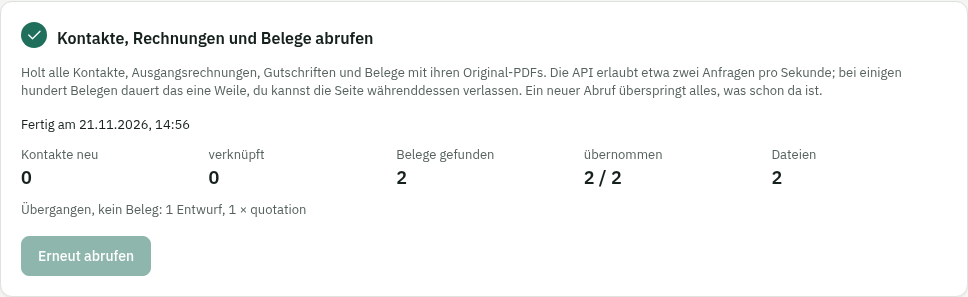 Kontakte, Rechnungen und Belege abrufen
Holt alle Kontakte, Ausgangsrechnungen, Gutschriften und Belege mit ihren Original-PDFs. Die API erlaubt etwa zwei Anfragen pro Sekunde; bei einigen
hundert Belegen dauert das eine Weile, du kannst die Seite währenddessen verlassen. Ein neuer Abruf überspringt alles, was schon da ist.
Fertig am 21.11.2026, 14:56
Kontakte neu verknüpft Belege gefunden übernommen Dateien
0 0 2 2 / 2 2
Übergangen, kein Beleg: 1 Entwurf, 1 × quotation
Erneut abrufen